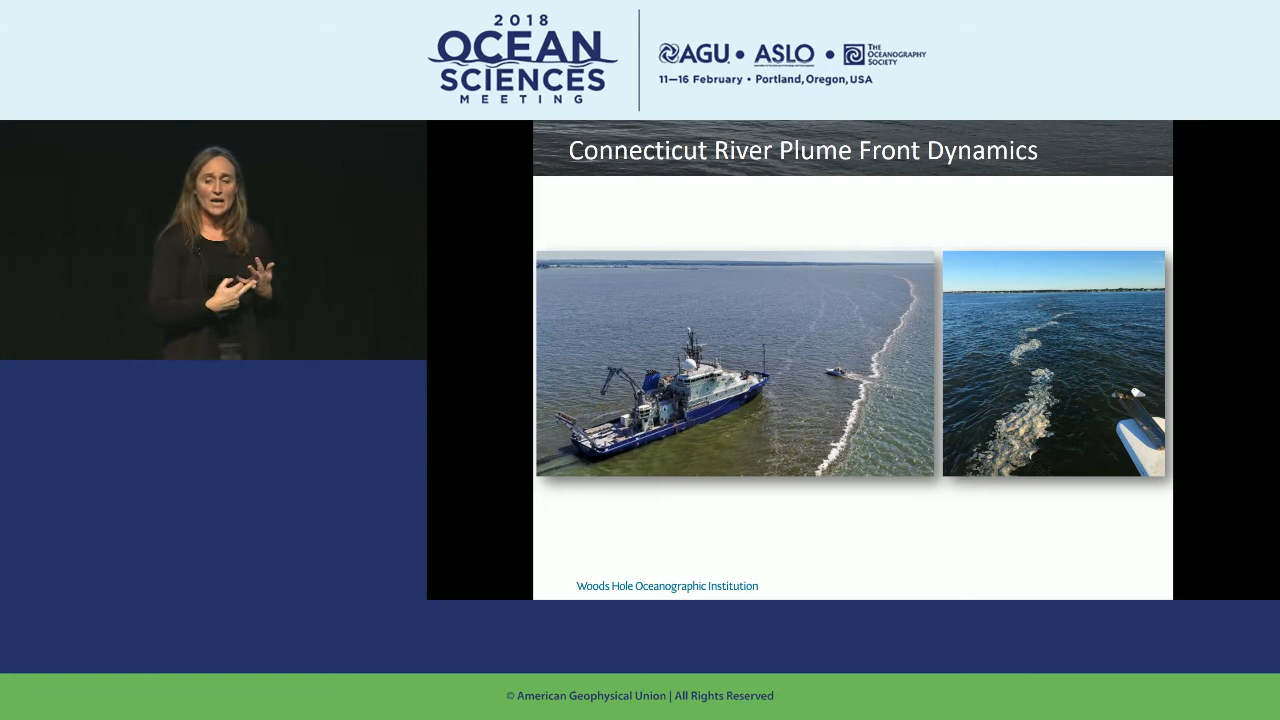 2018
OCEAN
SCIENCES
MEETING
AGU • ASLO • THE OCEANOGRAPHY SOCIETY
11—16 February • Portland, Oregon, USA
Connecticut River Plume Front Dynamics
Woods Hole Oceanographic Institution
© American Geophysical Union | All Rights Reserved